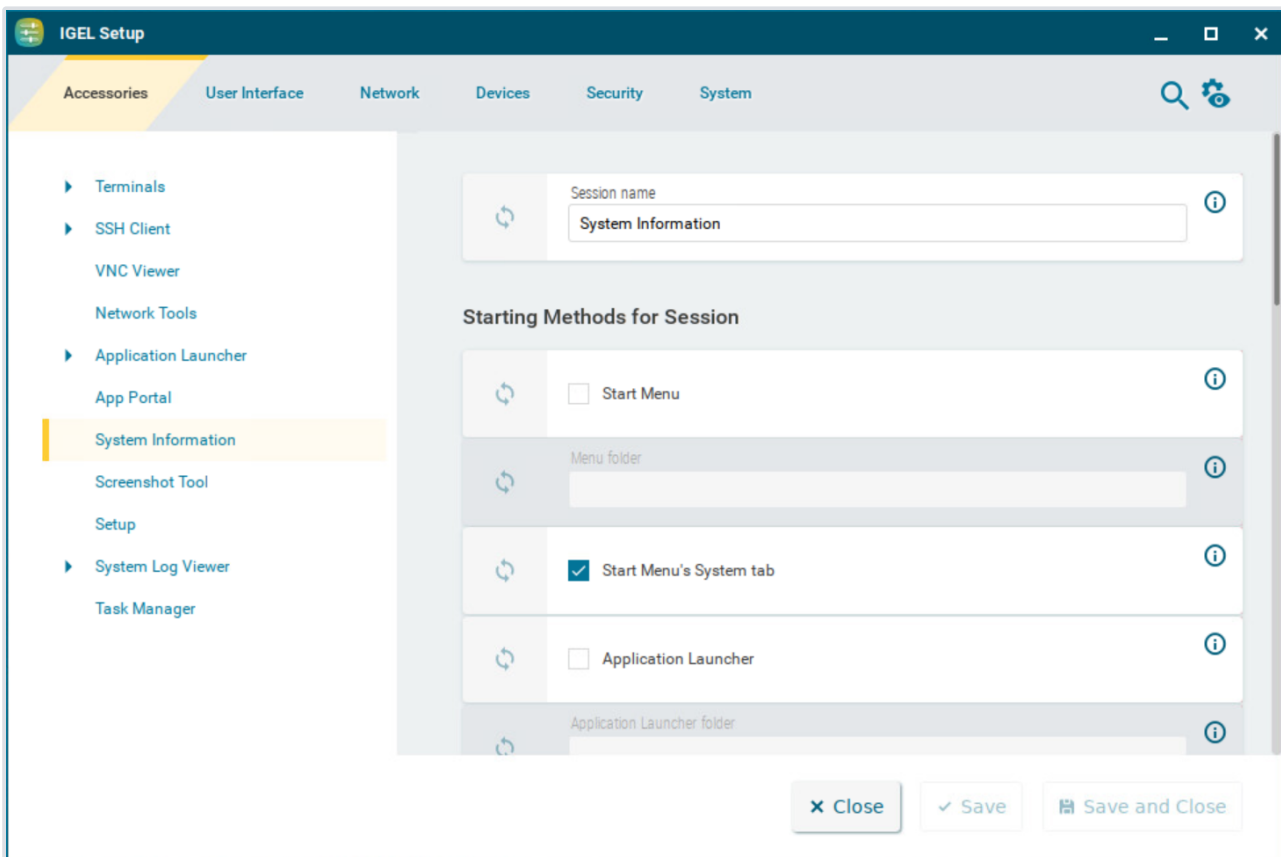 IGEL Setup
Accessories
User Interface
Network
Devices
Security
System
Terminals
SSH Client
VNC Viewer
Network Tools
Application Launcher
App Portal
System Information
Screenshot Tool
Setup
System Log Viewer
Task Manager
Session name
System Information
Starting Methods for Session
Start Menu
Menu folder
Start Menu's System tab
Application Launcher
Application Launcher folder
Close
Save
Save and Close